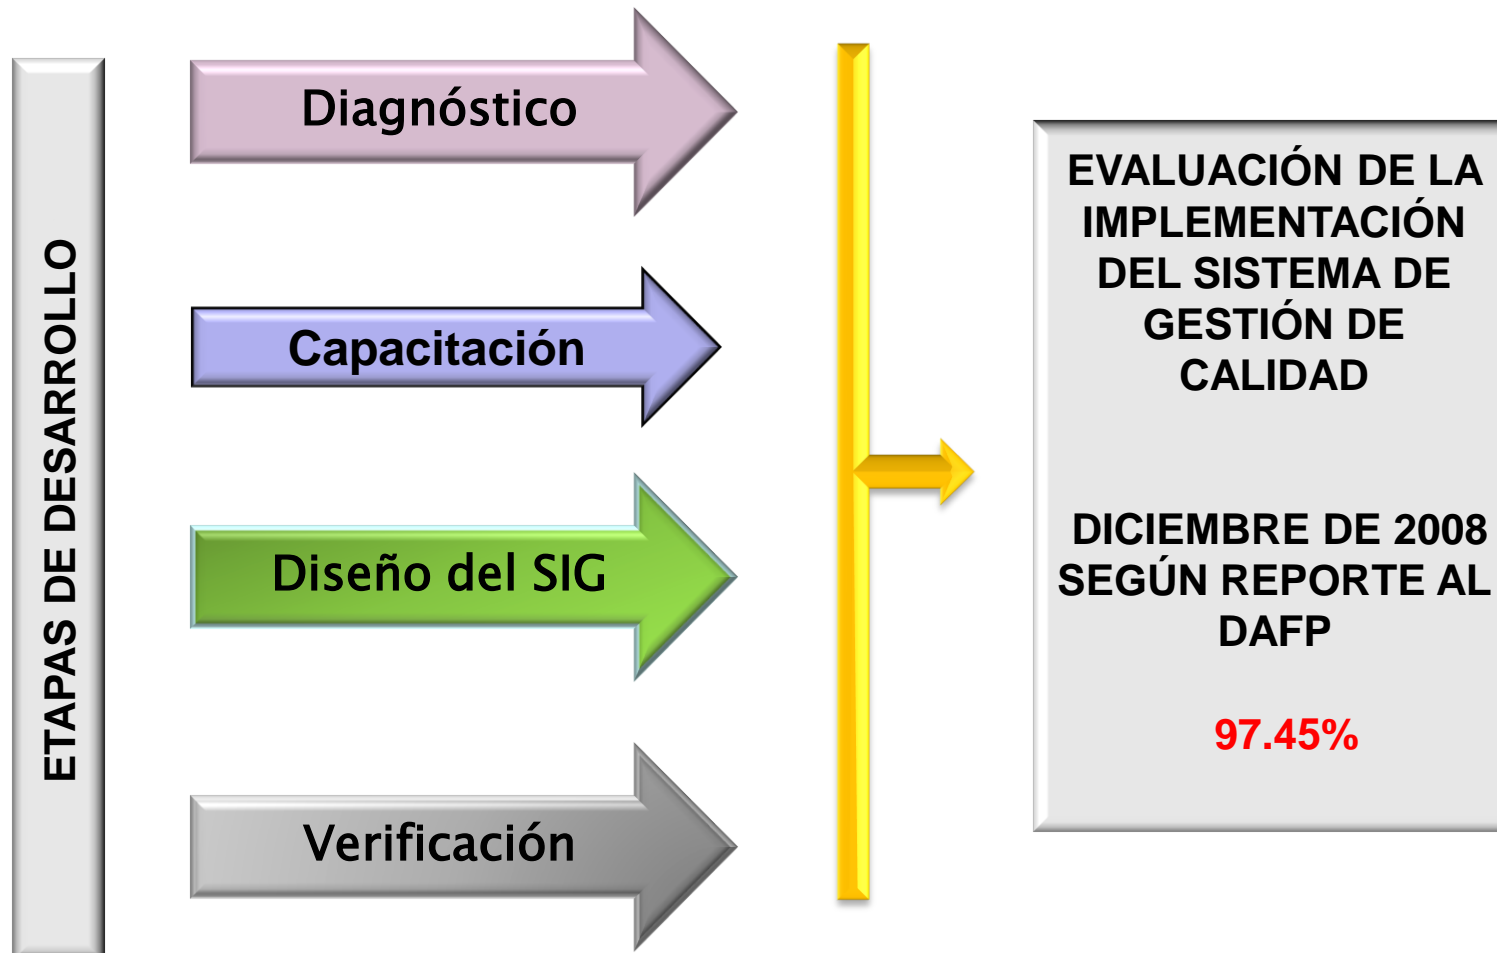 ETAPAS DE DESARROLLO
Diagnóstico
Capacitación
Diseño del SIG
Verificación
EVALUACIÓN DE LA
IMPLEMENTACIÓN
DEL SISTEMA DE
GESTIÓN DE
CALIDAD
DICIEMBRE DE 2008
SEGÚN REPORTE AL
DAFP
97.45%